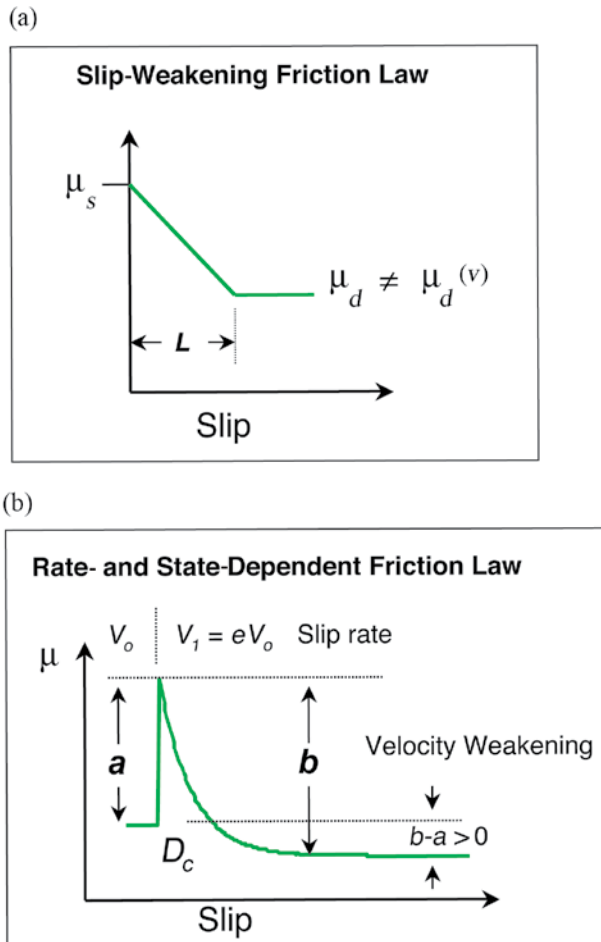 (a)
Slip-Weakening Friction Law
μs
μd ≠ μd(v)
L
Slip
(b)
Rate- and State-Dependent Friction Law
Vo V1 = eVo Slip rate
μ
a b Velocity Weakening
b-a > 0
Dc
Slip